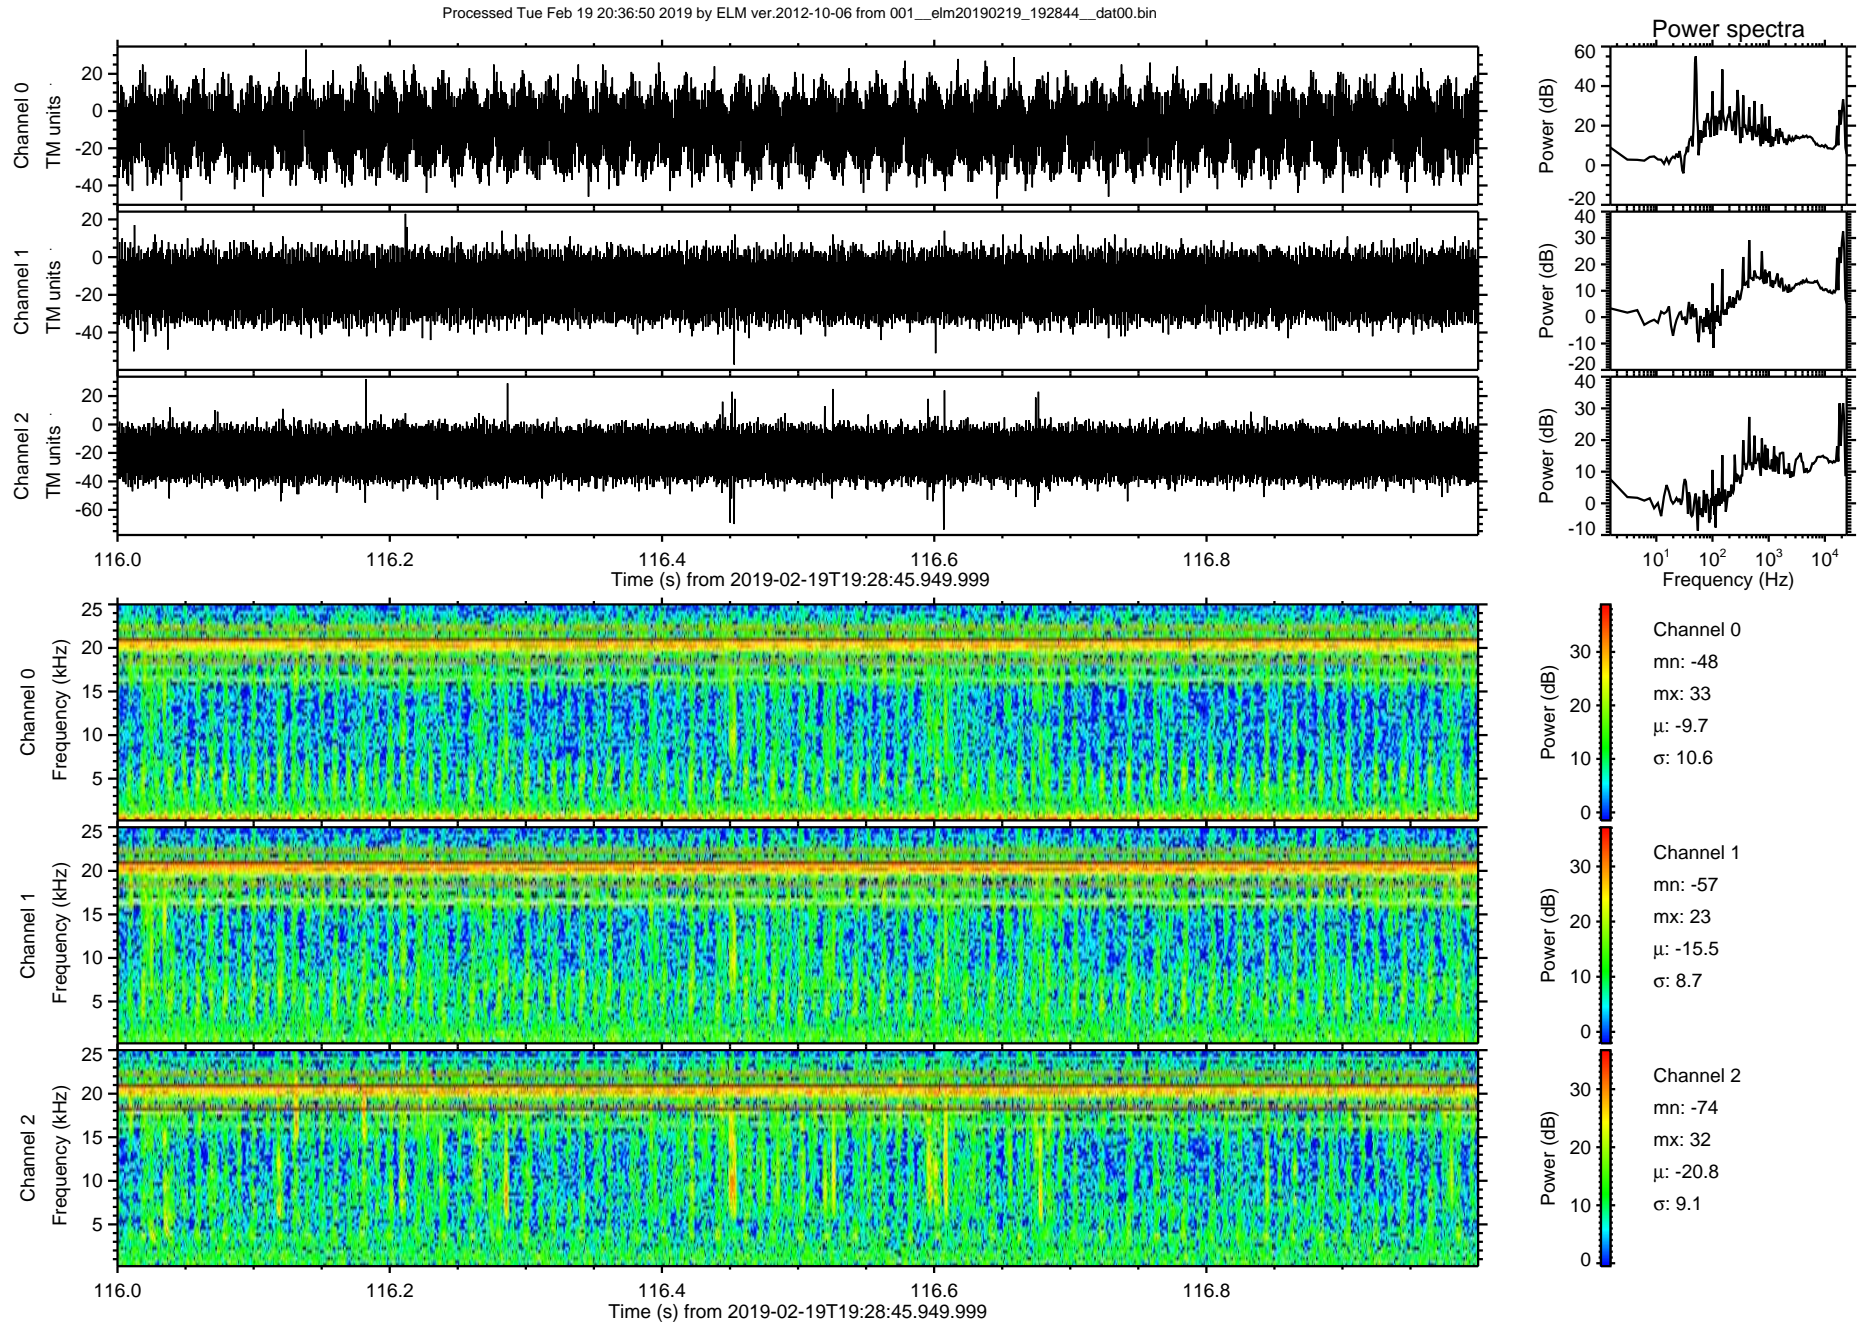 Processed Tue Feb 19 20:36:50 2019 by ELM ver.2012-10-06 from 001__elm20190219_192844__dat00.bin
Power spectra
Channel 0
TM units
20
0
-20
-40
Power (dB)
60
40
20
0
-20
Channel 1
TM units
20
0
-20
-40
Power (dB)
40
30
20
10
0
-10
-20
Channel 2
TM units
20
0
-20
-40
-60
Power (dB)
40
30
20
10
0
-10
116.0 116.2 116.4 116.6 116.8
Time (s) from 2019-02-19T19:28:45.949.999
10^1 10^2 10^3 10^4
Frequency (Hz)
Channel 0
Frequency (kHz)
25
20
15
10
5
Power (dB)
30
20
10
0
Channel 0
mn: -48
mx: 33
μ: -9.7
σ: 10.6
Channel 1
Frequency (kHz)
25
20
15
10
5
Power (dB)
30
20
10
0
Channel 1
mn: -57
mx: 23
μ: -15.5
σ: 8.7
Channel 2
Frequency (kHz)
25
20
15
10
5
Power (dB)
30
20
10
0
Channel 2
mn: -74
mx: 32
μ: -20.8
σ: 9.1
116.0 116.2 116.4 116.6 116.8
Time (s) from 2019-02-19T19:28:45.949.999